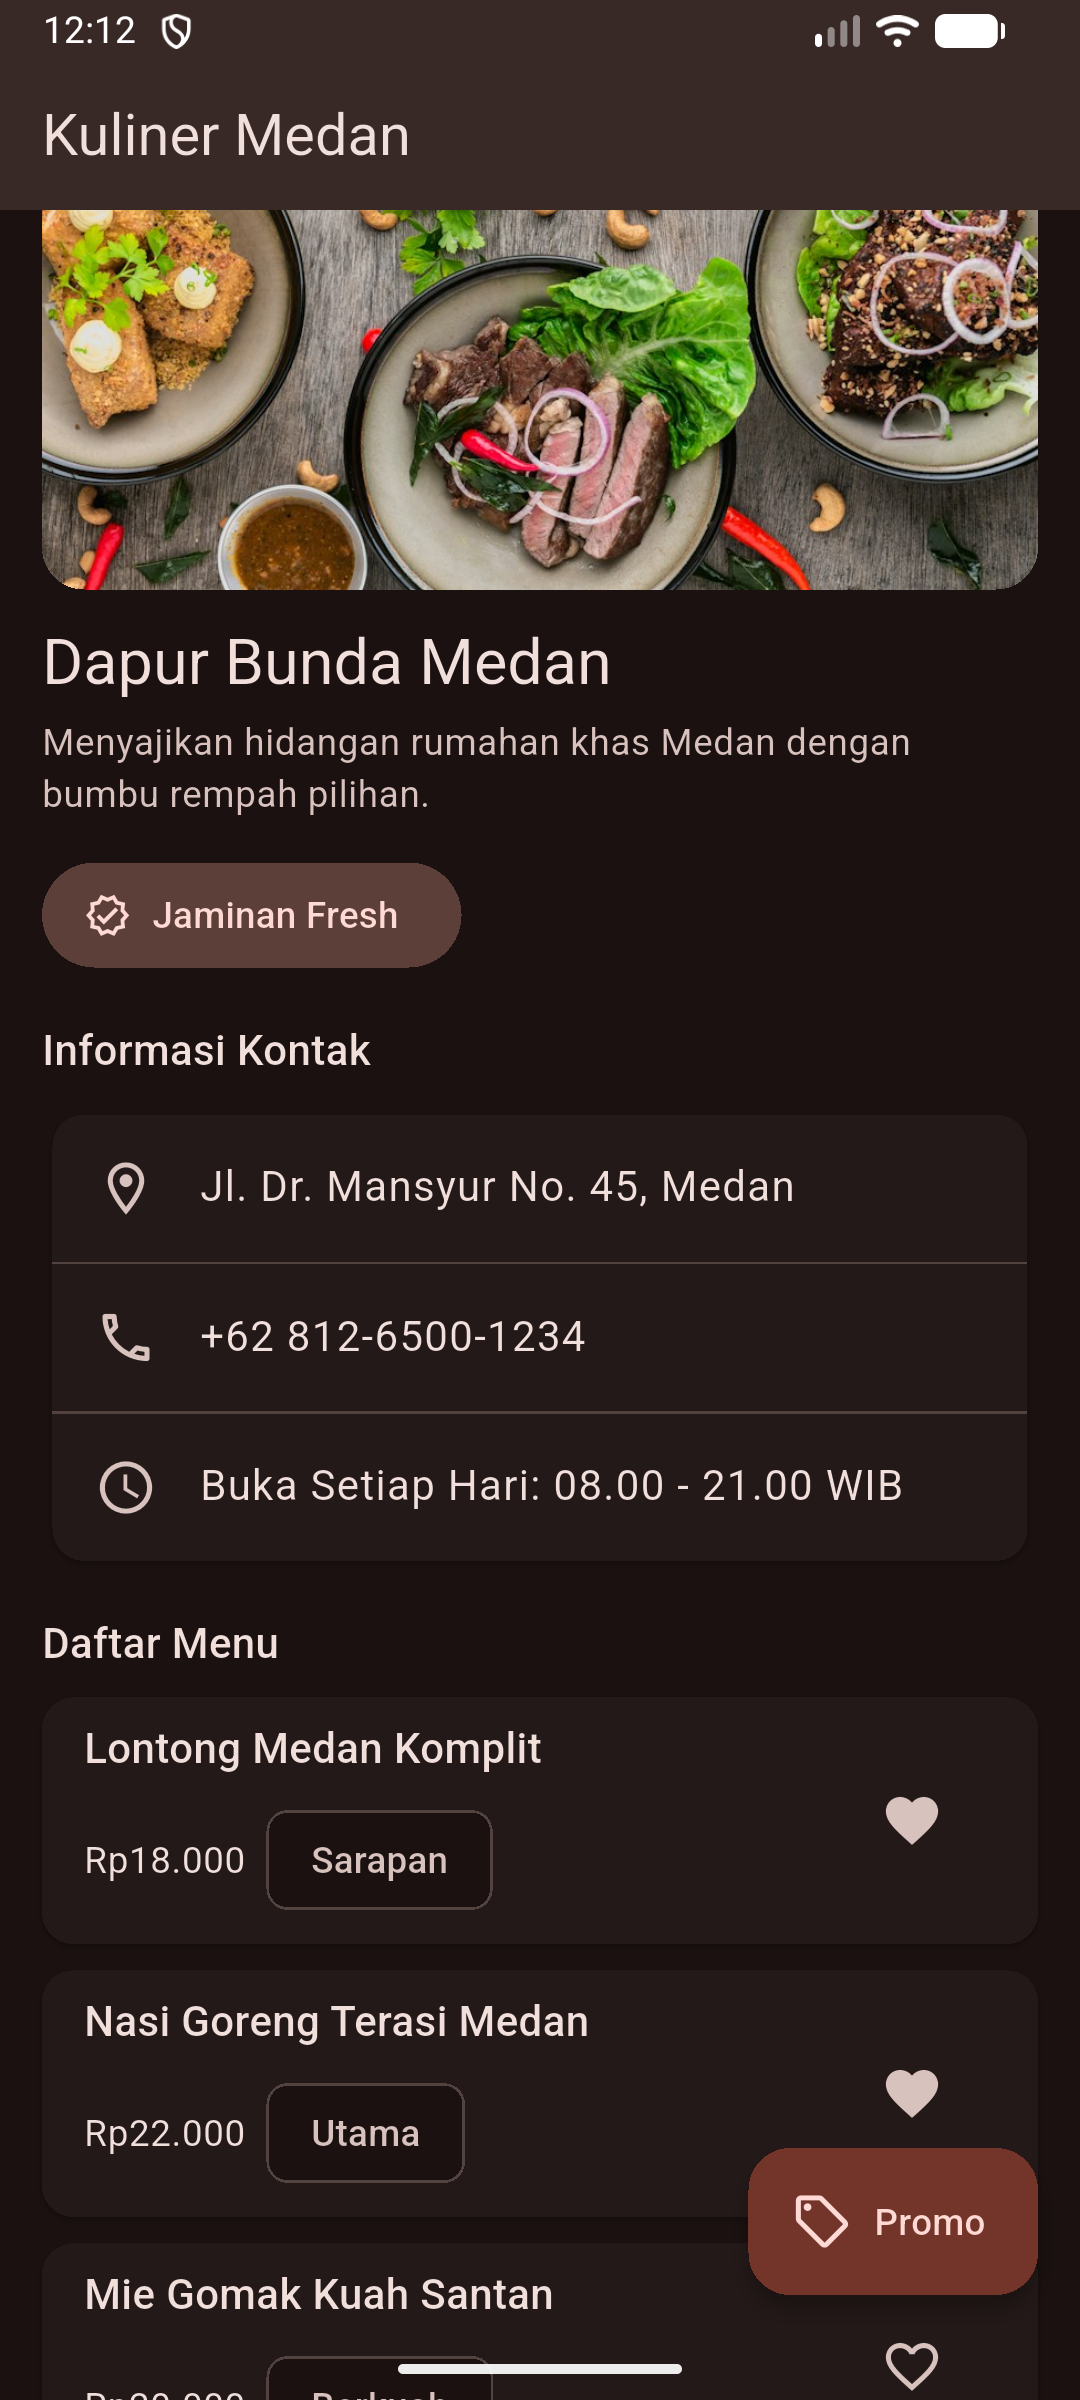 12:12
Kuliner Medan
Dapur Bunda Medan
Menyajikan hidangan rumahan khas Medan dengan
bumbu rempah pilihan.
Jaminan Fresh
Informasi Kontak
Jl. Dr. Mansyur No. 45, Medan
+62 812-6500-1234
Buka Setiap Hari: 08.00 - 21.00 WIB
Daftar Menu
Lontong Medan Komplit
Rp18.000 Sarapan
Nasi Goreng Terasi Medan
Rp22.000 Utama
Promo
Mie Gomak Kuah Santan